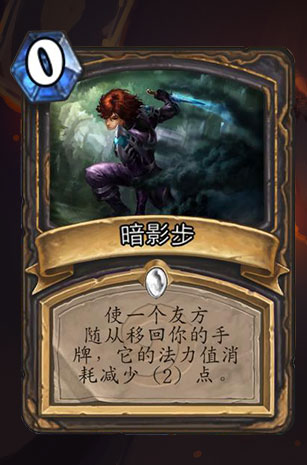 0
暗影步
使一个友方
随从移回你的手
牌，它的法力值消
耗减少（2）点。